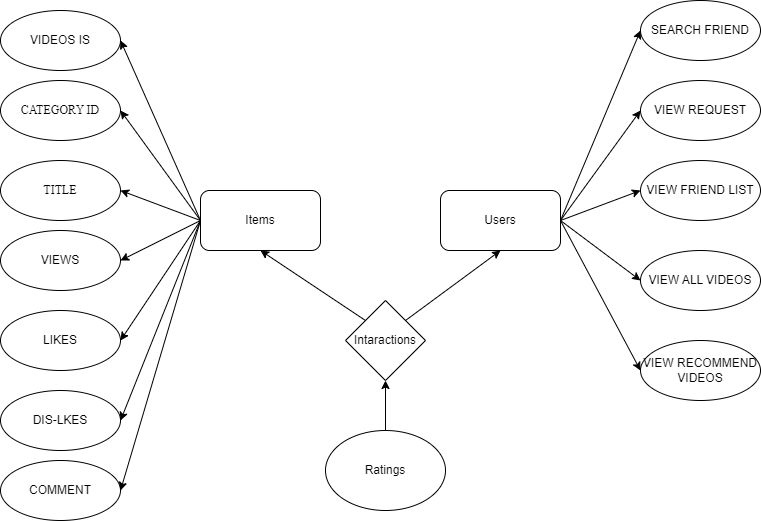 VIDEOS IS
CATEGORY ID
TITLE
VIEWS
LIKES
DIS-LKES
COMMENT
Items
Users
Intaractions
Ratings
SEARCH FRIEND
VIEW REQUEST
VIEW FRIEND LIST
VIEW ALL VIDEOS
VIEW RECOMMEND
VIDEOS